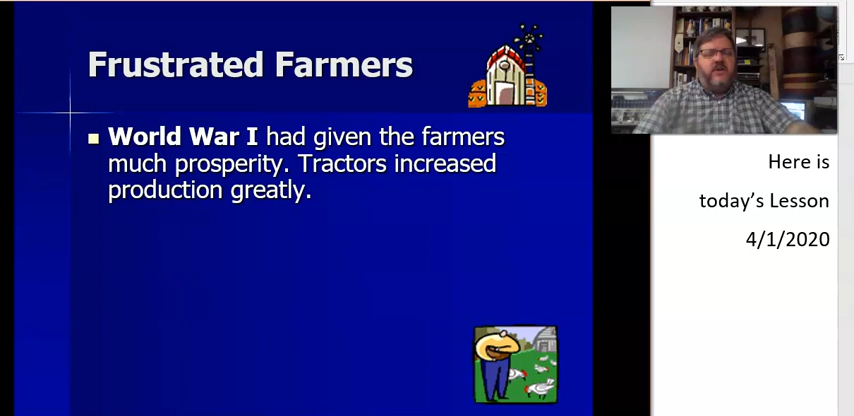 Frustrated Farmers
World War I had given the farmers
much prosperity. Tractors increased
production greatly.
Here is
today’s Lesson
4/1/2020